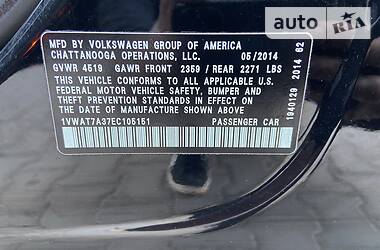 auto RIA
MFD BY VOLKSWAGEN GROUP OF AMERICA
CHATTANOOGA OPERATIONS, LLC. 05/2014
GVWR 4519 GAWR FRONT 2359 / REAR 2271 LBS
THIS VEHICLE CONFORMS TO ALL APPLICABLE U.S.
FEDERAL MOTOR VEHICLE SAFETY, BUMPER AND
THEFT PREVENTION STANDARDS IN EFFECT ON
THE DATE OF MANUFACTURE SHOWN ABOVE.
1VWAT7A37EC105151 PASSENGER CAR
1940129 2014 62